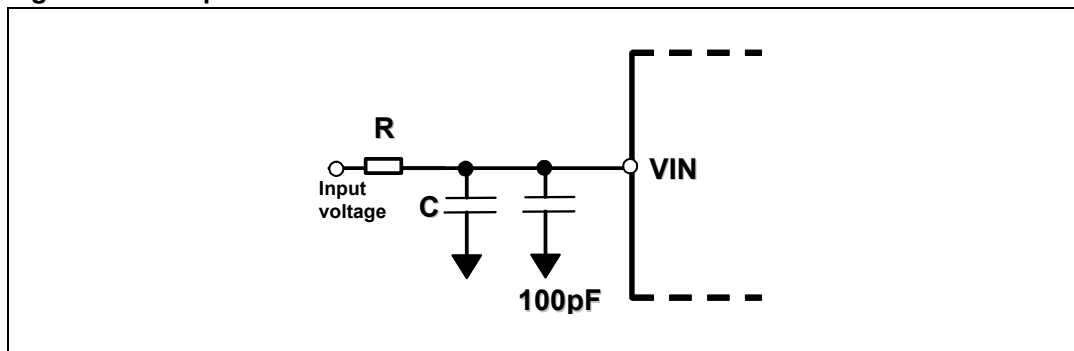 R
Input
voltage
C
VIN
100pF